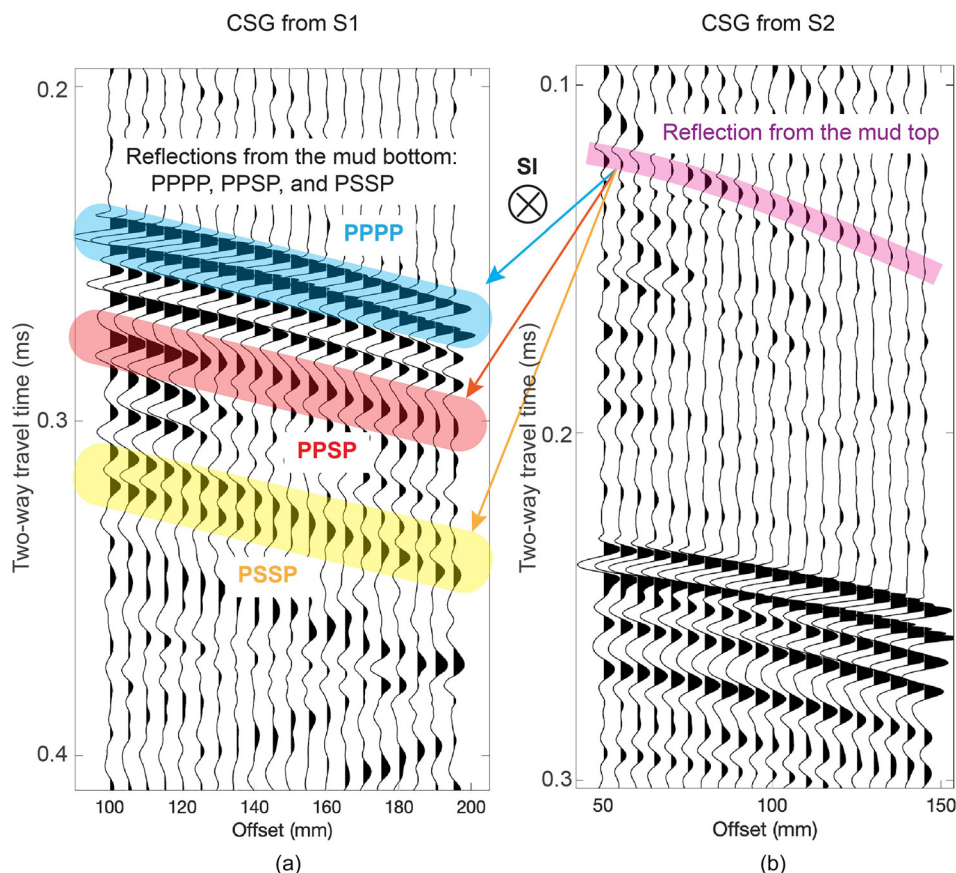 CSG from S1
CSG from S2
0.2
Reflections from the mud bottom:
PPPP, PPSP, and PSSP
PPPP
PPSP
PSSP
0.3
0.4
Two-way travel time (ms)
100 120 140 160 180 200
Offset (mm)
(a)
SI
0.1
Reflection from the mud top
0.2
0.3
Two-way travel time (ms)
50 100 150
Offset (mm)
(b)